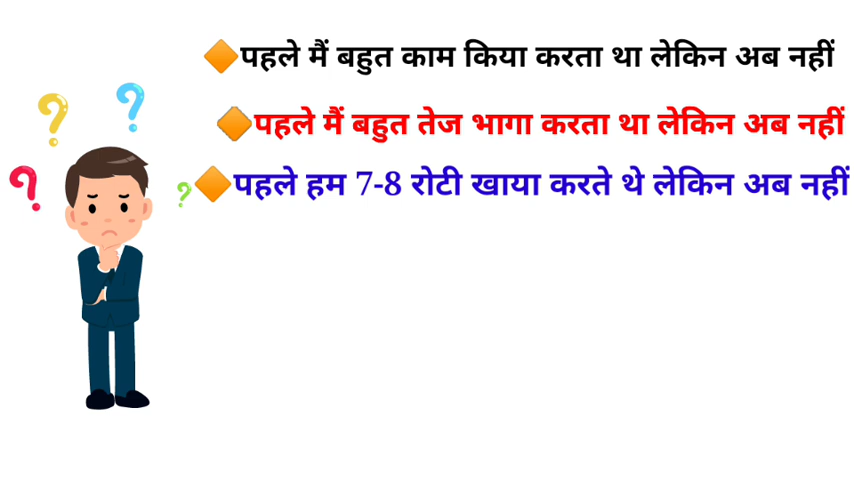 🔶पहले मैं बहुत काम किया करता था लेकिन अब नहीं
🔶पहले मैं बहुत तेज भागा करता था लेकिन अब नहीं
🔶पहले हम 7-8 रोटी खाया करते थे लेकिन अब नहीं